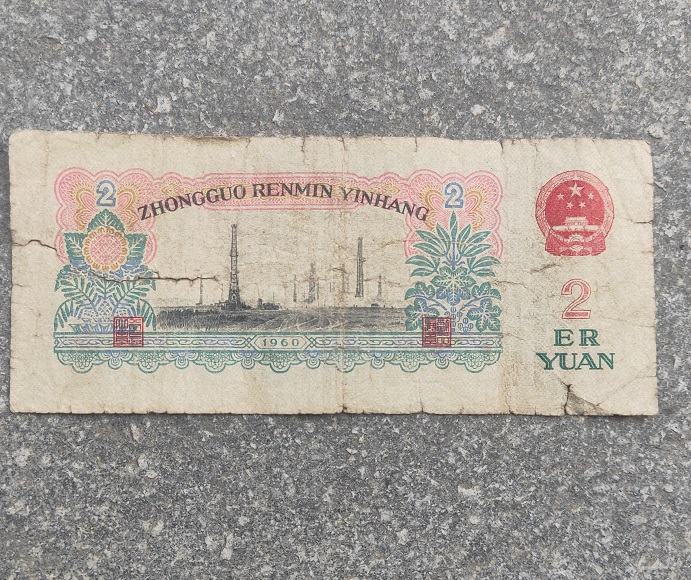 2 2
ZHONGGUO RENMIN YINHANG
1960
2
ER
YUAN